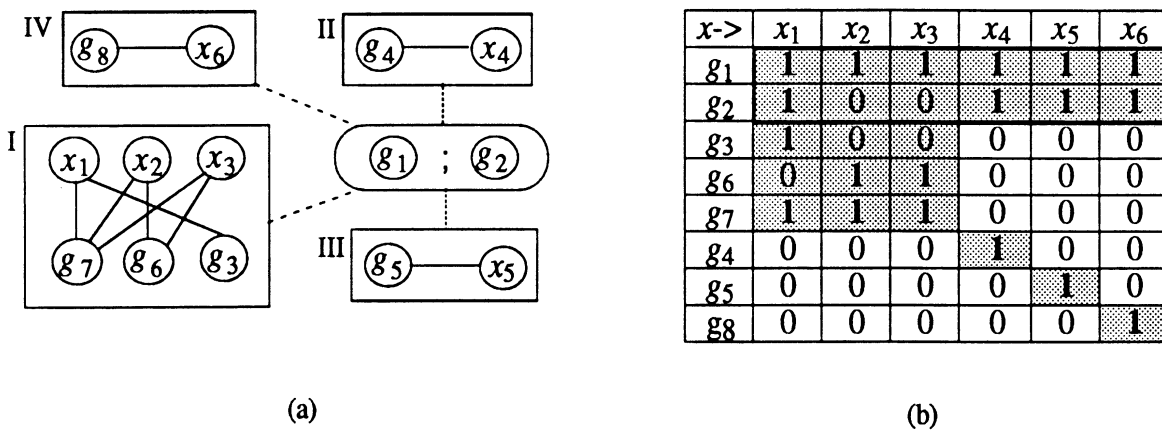 IV
g8 x6
II
g4 x4
I
x1 x2 x3
g7 g6 g3
g1 ; g2
III
g5 x5
(a)
x-> x1 x2 x3 x4 x5 x6
g1 1 1 1 1 1 1
g2 1 0 0 1 1 1
g3 1 0 0 0 0 0
g6 0 1 1 0 0 0
g7 1 1 1 0 0 0
g4 0 0 0 1 0 0
g5 0 0 0 0 1 0
g8 0 0 0 0 0 1
(b)